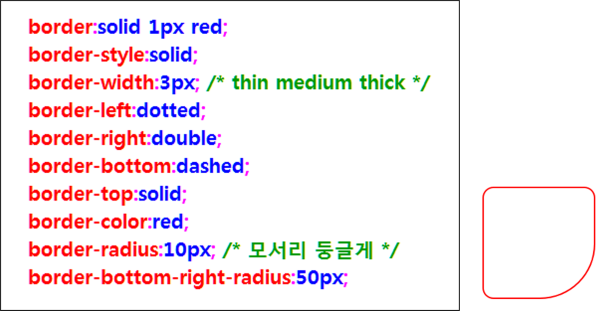 border:solid 1px red;
border-style:solid;
border-width:3px; /* thin medium thick */
border-left:dotted;
border-right:double;
border-bottom:dashed;
border-top:solid;
border-color:red;
border-radius:10px; /* 모서리 둥글게 */
border-bottom-right-radius:50px;